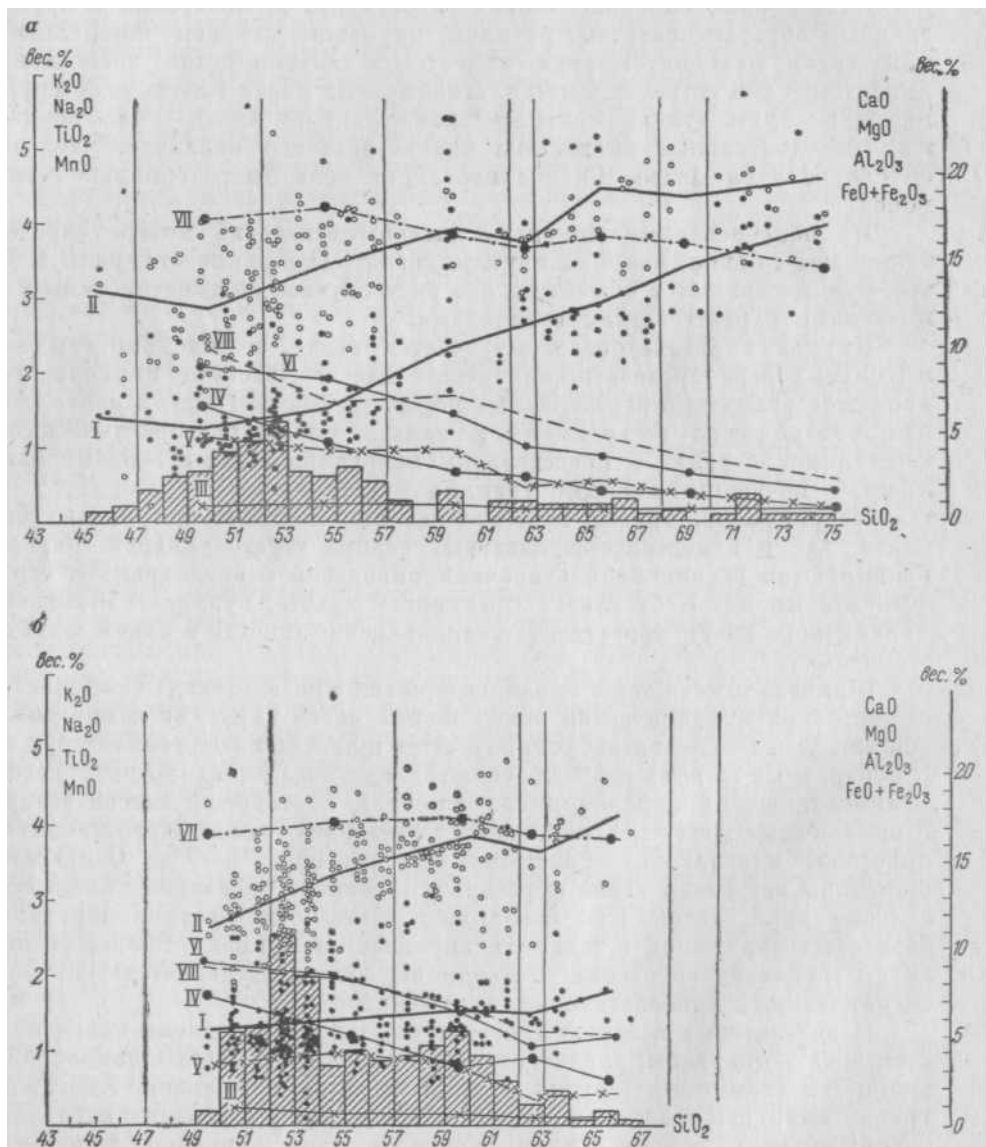 а
вес. %
K₂O
Na₂O
TiO₂
MnO
вес. %
CaO
MgO
Al₂O₃
FeO+Fe₂O₃
5
4
3
2
1
20
15
10
5
0
VII
II
VIII
VI
IV
I
V
III
43 45 47 49 51 53 55 57 59 61 63 65 67 69 71 73 75 SiO₂
б
вес. %
K₂O
Na₂O
TiO₂
MnO
вес. %
CaO
MgO
Al₂O₃
FeO+Fe₂O₃
5
4
3
2
1
20
15
10
5
0
VII
II
VI
VIII
IV
I
V
III
45 47 49 51 53 55 57 59 61 63 65 67 SiO₂